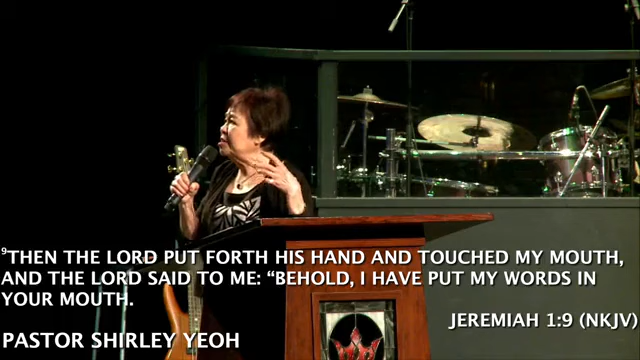 ⁹THEN THE LORD PUT FORTH HIS HAND AND TOUCHED MY MOUTH,
AND THE LORD SAID TO ME: “BEHOLD, I HAVE PUT MY WORDS IN
YOUR MOUTH.
JEREMIAH 1:9 (NKJV)
PASTOR SHIRLEY YEOH